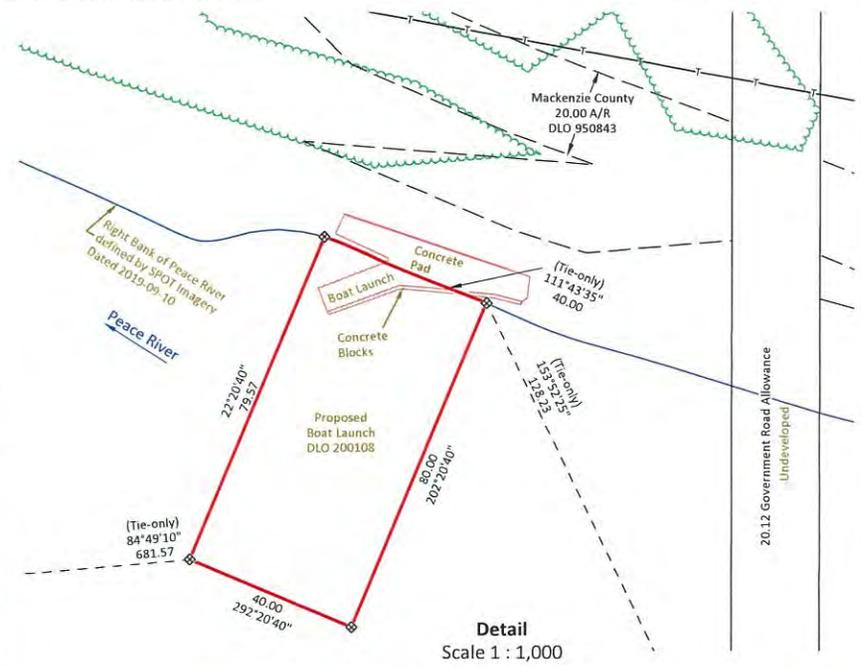 T
T
T
T
T
T
T
T
Mackenzie County
20.00 A/R
DLO 950843
Right Bank of Peace River
defined by SPOT Imagery
Dated 2019-09-10
Peace River
Concrete
Pad
Boat Launch
Concrete
Blocks
(Tie-only)
111°43'35"
40.00
(Tie-only)
153°52'25"
128.23
22°20'40"
79.57
Proposed
Boat Launch
DLO 200108
80.00
202°20'40"
20.12 Government Road Allowance
Undeveloped
(Tie-only)
84°49'10"
681.57
40.00
292°20'40"
Detail
Scale 1 : 1,000